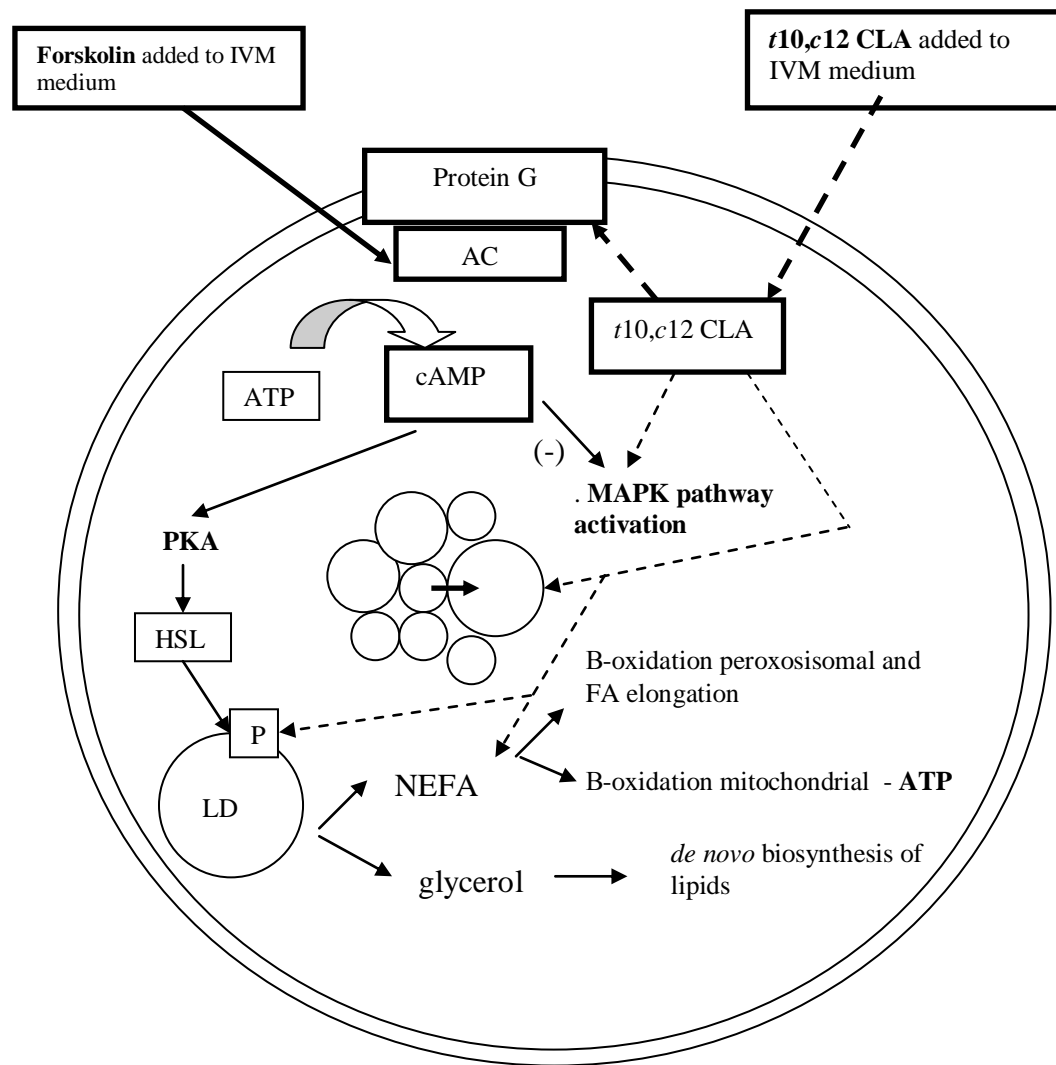 Forskolin added to IVM
medium
t10,c12 CLA added to
IVM medium
Protein G
AC
t10,c12 CLA
cAMP
ATP
(-)
. MAPK pathway
activation
PKA
HSL
B-oxidation peroxosisomal and
FA elongation
P
NEFA
B-oxidation mitochondrial - ATP
LD
glycerol
de novo biosynthesis of
lipids